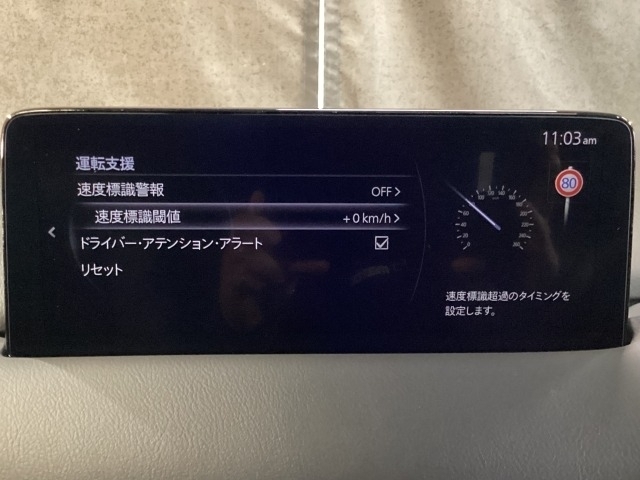 11:03am
運転支援
速度標識警報 OFF
速度標識閾値 +0 km/h
ドライバー・アテンション・アラート
リセット
80
速度標識超過のタイミングを
設定します。